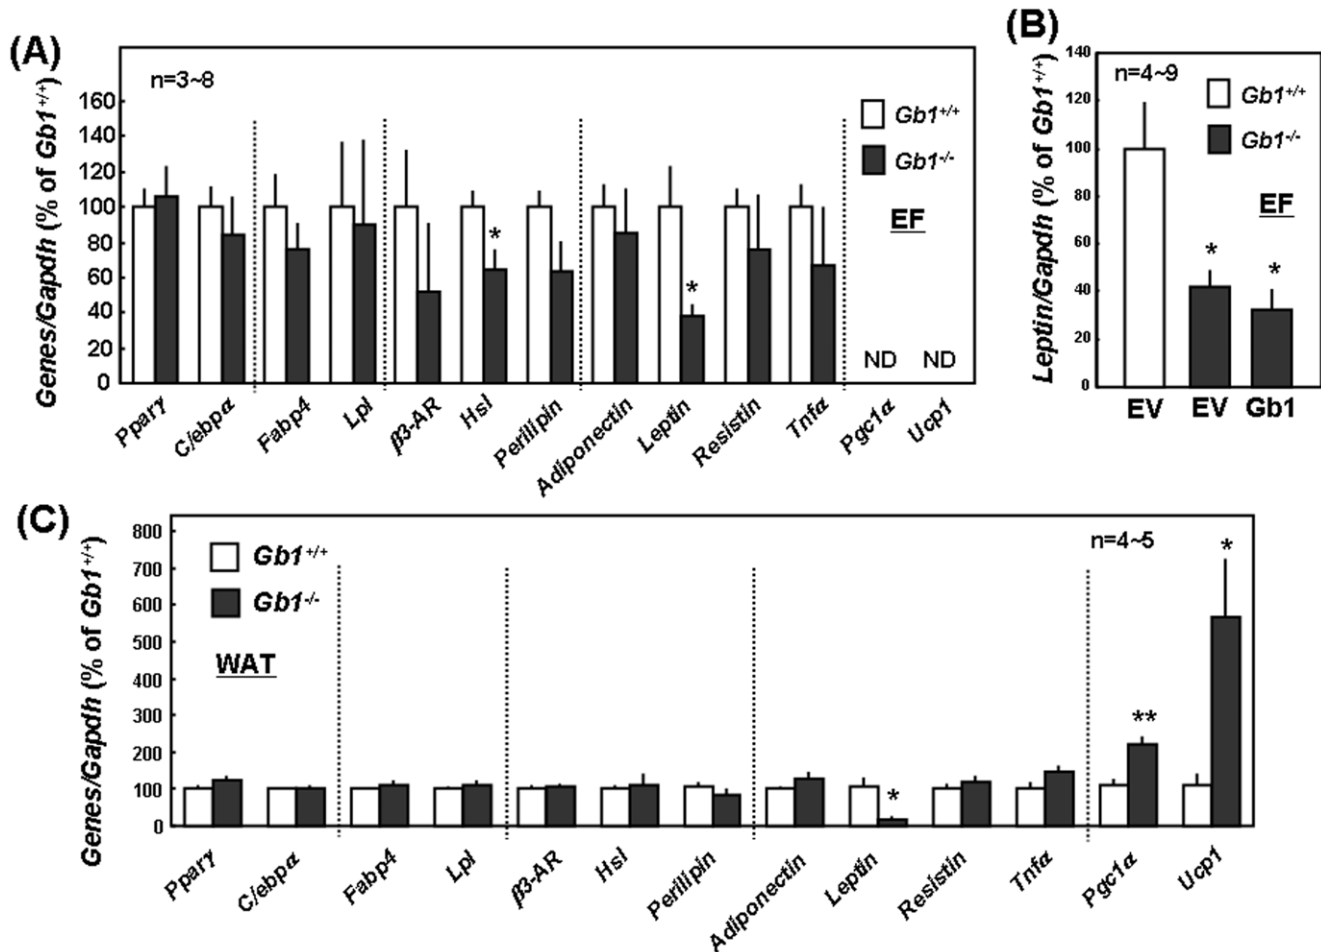 (A)
Genes/Gapdh (% of Gb1+/+)
n=3~8
160
140
120
100
80
60
40
20
0
Gb1+/+
Gb1-/-
EF
*
*
ND ND
Pparγ C/ebpα Fabp4 Lpl β3-AR Hsl Perilipin Adiponectin Leptin Resistin Tnfα Pgc1α Ucp1
(B)
Leptin/Gapdh (% of Gb1+/+)
n=4~9
140
120
100
80
60
40
20
0
Gb1+/+
Gb1-/-
EF
* *
EV EV Gb1
(C)
Genes/Gapdh (% of Gb1+/+)
800
700
600
500
400
300
200
100
0
Gb1+/+
Gb1-/-
WAT
n=4~5
*
**
*
Pparγ C/ebpα Fabp4 Lpl β3-AR Hsl Perilipin Adiponectin Leptin Resistin Tnfα Pgc1α Ucp1